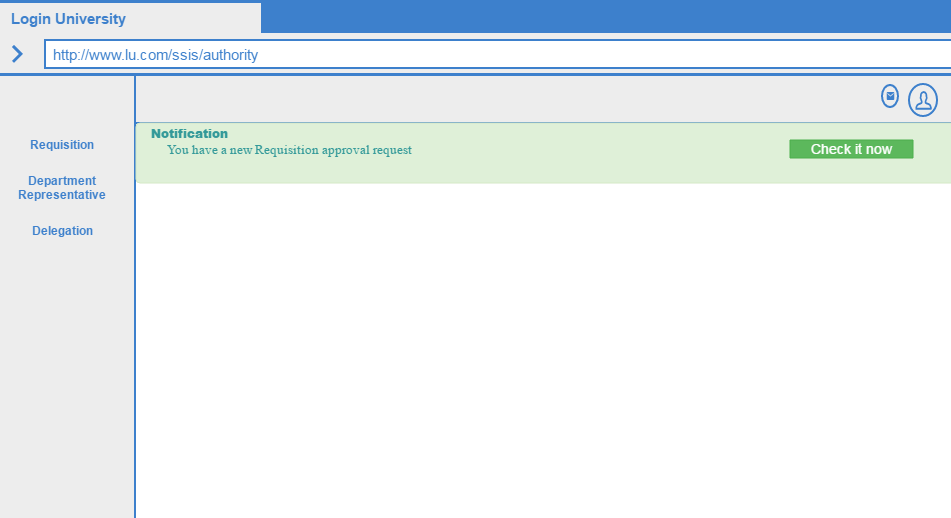 Login University
http://www.lu.com/ssis/authority
Notification
You have a new Requisition approval request
Check it now
Requisition
Department
Representative
Delegation